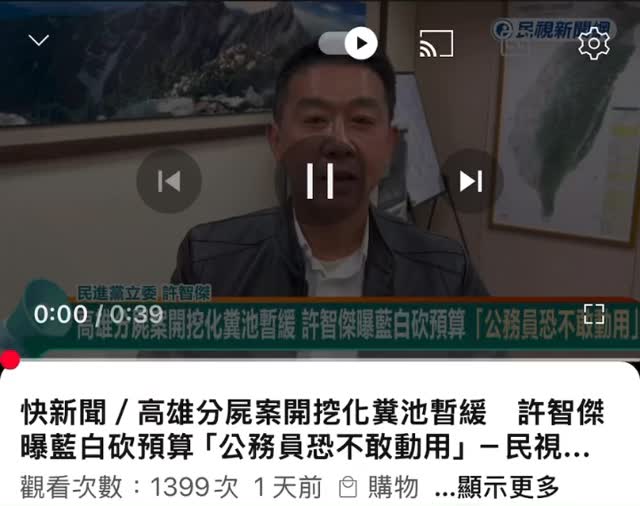 民視新聞網
民進黨立委 許智傑
0:00 / 0:39
高雄分屍案開挖化糞池暫緩 許智傑曝藍白砍預算「公務員恐不敢動用」
快新聞／高雄分屍案開挖化糞池暫緩　許智傑
曝藍白砍預算「公務員恐不敢動用」－民視...
觀看次數：1399次 1天前 購物 ...顯示更多